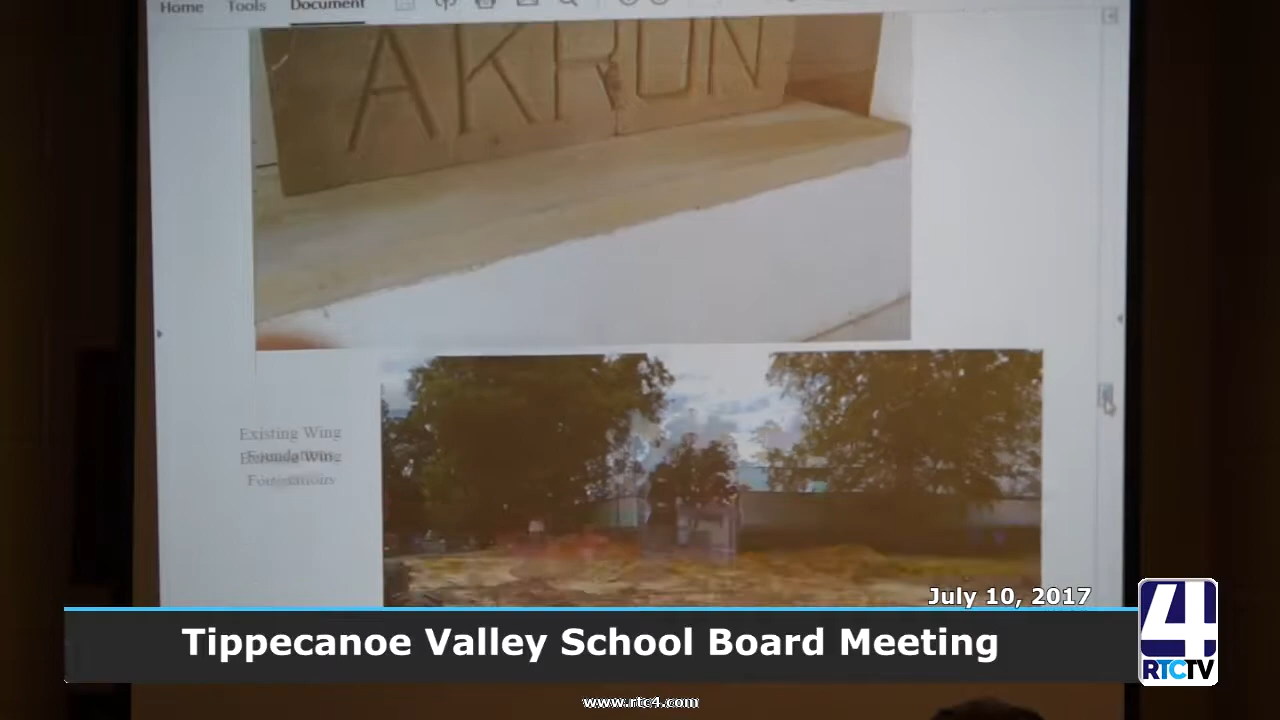 Home Tools Document
AKRON
Existing Wing
Foundations
July 10, 2017
Tippecanoe Valley School Board Meeting
4
RTCTV
www.rtc4.com